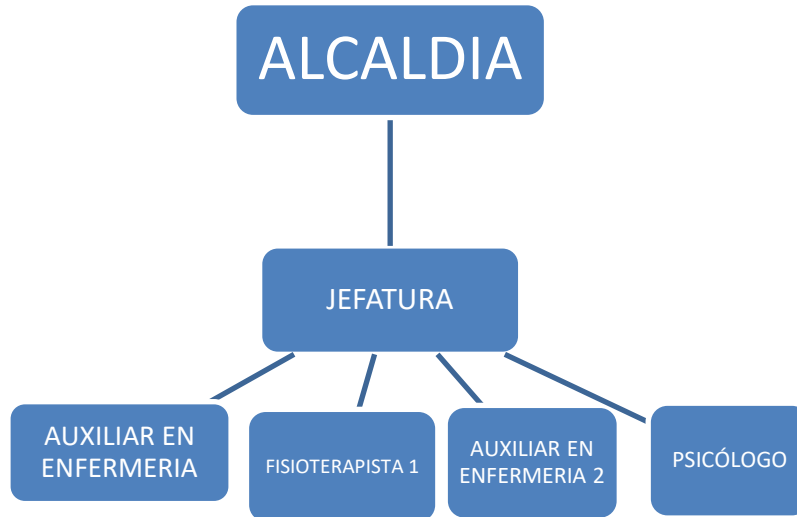 ALCALDIA
JEFATURA
AUXILIAR EN
ENFERMERIA
FISIOTERAPISTA 1
AUXILIAR EN
ENFERMERIA 2
PSICÓLOGO